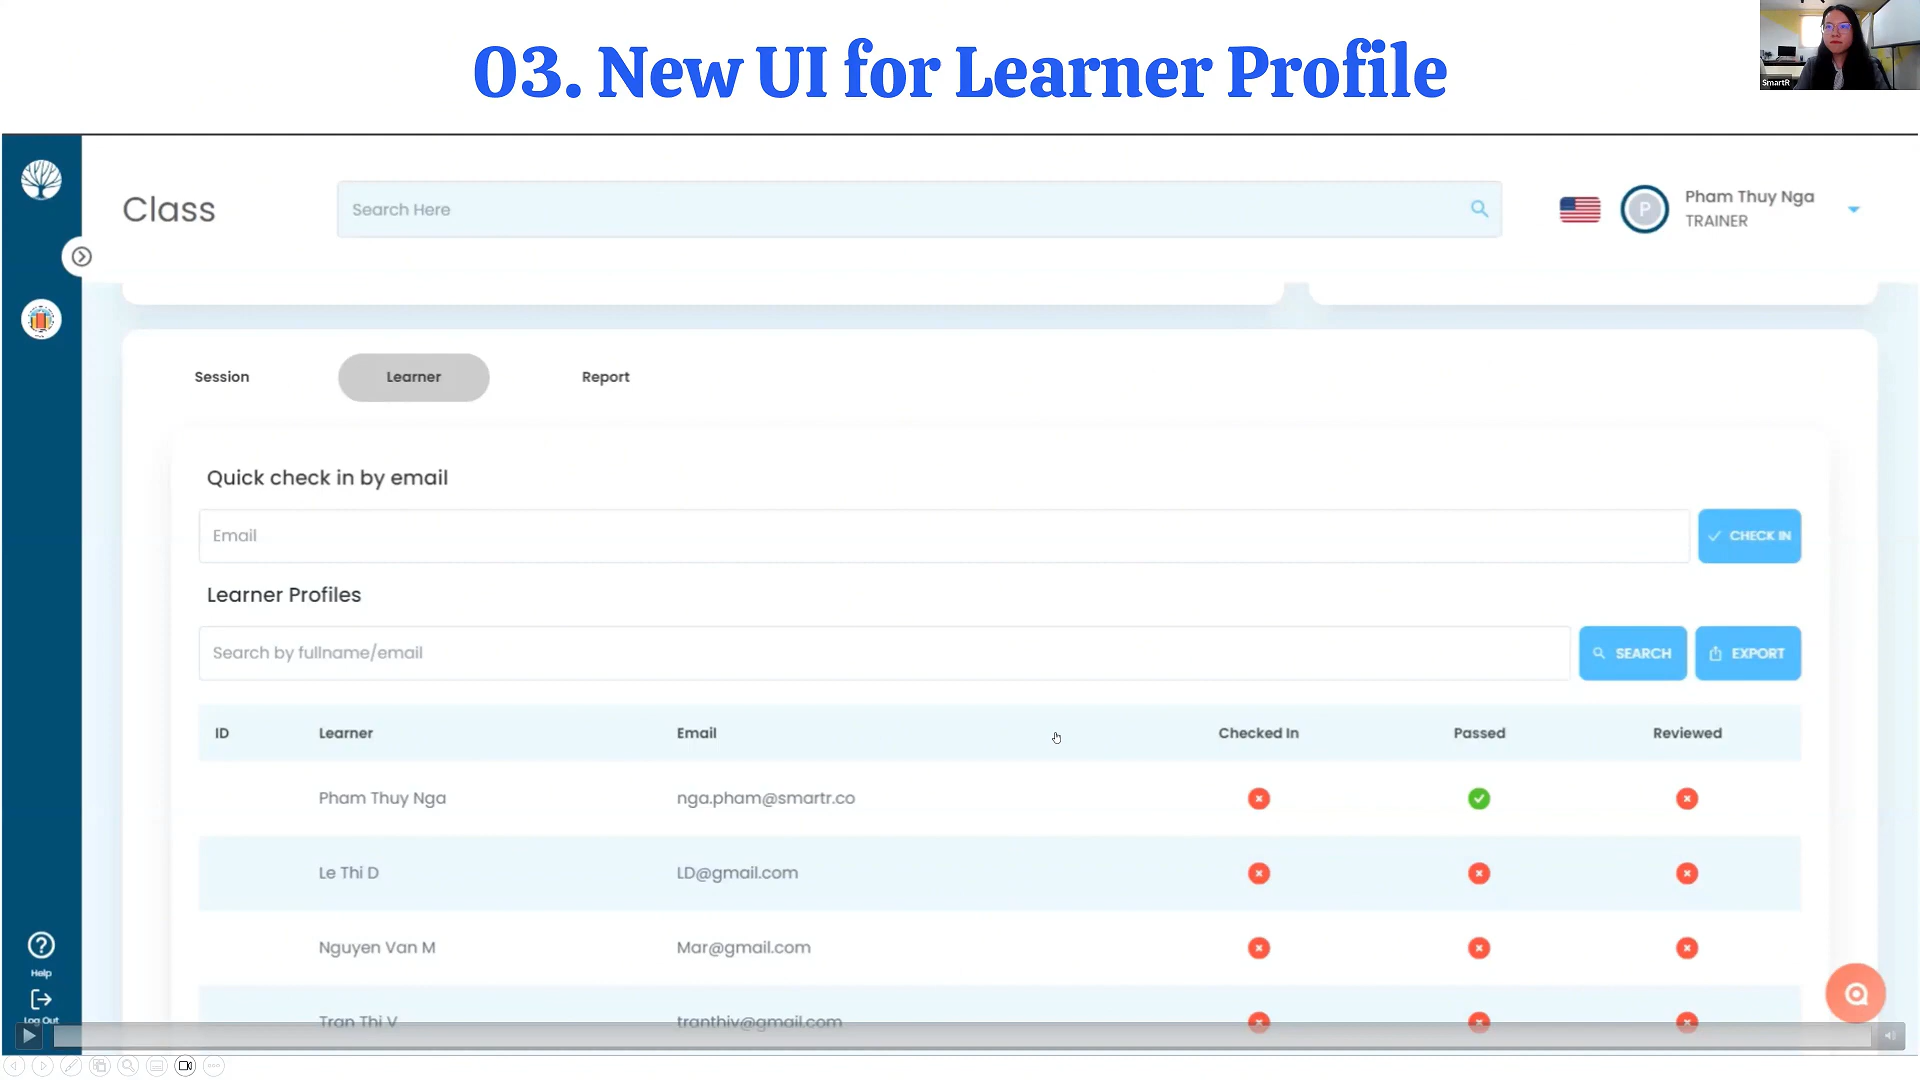 03. New UI for Learner Profile
SmartR
Class
Search Here
P
Pham Thuy Nga
TRAINER
Session
Learner
Report
Quick check in by email
Email
CHECK IN
Learner Profiles
Search by fullname/email
SEARCH
EXPORT
ID Learner Email Checked In Passed Reviewed
Pham Thuy Nga nga.pham@smartr.co
Le Thi D LD@gmail.com
Nguyen Van M Mar@gmail.com
Tran Thi V tranthiv@gmail.com
Help
Log Out